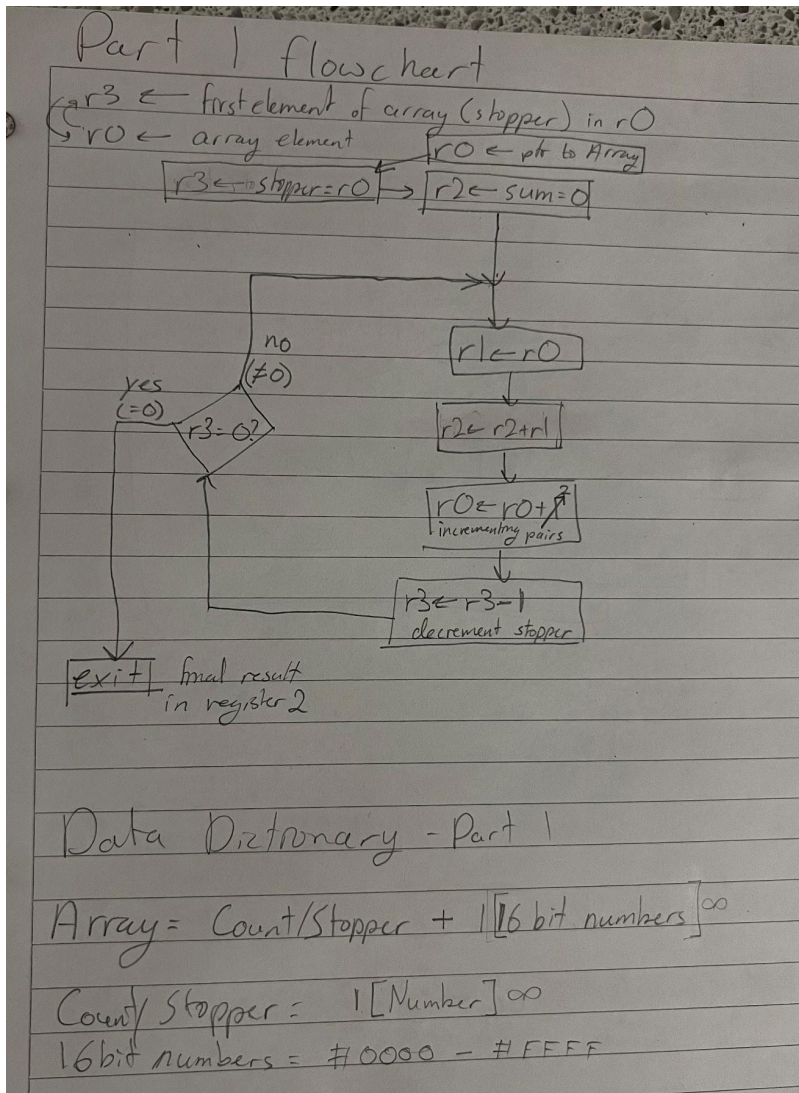 Part 1 flowchart
r3 ← first element of array (stopper) in r0
r0 ← array element
r0 ← ptr to Array
r3 ← stopper=r0
r2 ← sum=0
r1 ← r0
r2 ← r2+r1
r0 ← r0+2
incrementing pairs
r3 ← r3-1
decrement stopper
r3=0?
no
(≠0)
yes
(=0)
exit
final result
in register 2
Data Dictionary - Part 1
Array = Count/Stopper + 1[16 bit numbers]∞
Count/Stopper = 1[Number]∞
16bit numbers = #0000 - #FFFF